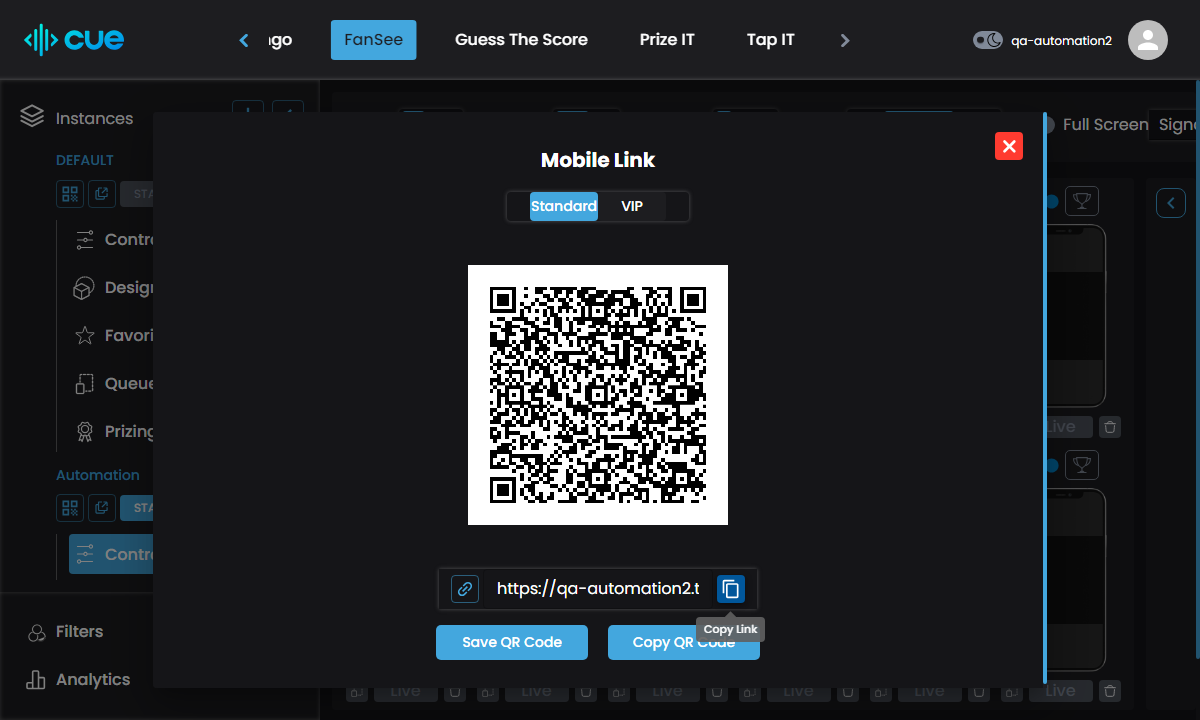 cue
ngo
FanSee
Guess The Score
Prize IT
Tap IT
qa-automation2
Instances
DEFAULT
STA
Contro
Design
Favori
Queue
Prizing
Automation
STA
Contro
Filters
Analytics
Full Screen
Signa
Mobile Link
Standard
VIP
https://qa-automation2.t
Copy Link
Save QR Code
Copy QR Code
Live
Live
Live
Live
Live
Live
Live
Live